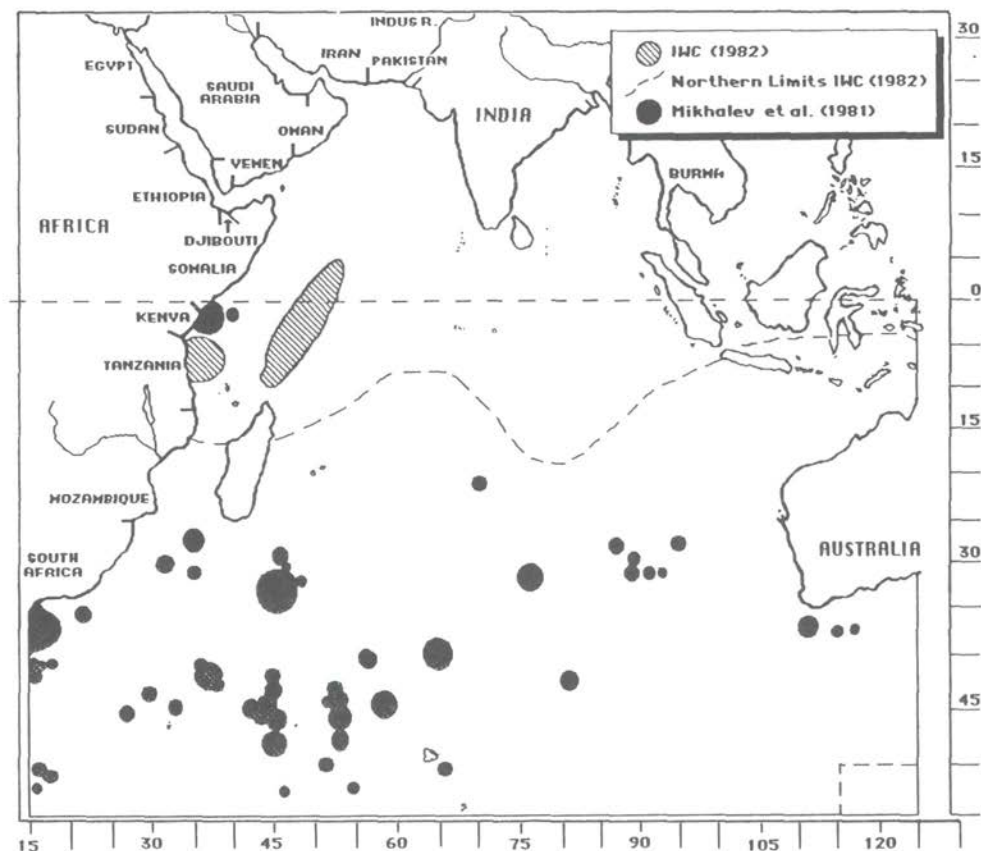 INDUS R.
IRAN
PAKISTAN
EGYPT
SAUDI
ARABIA
INDIA
SUDAN
OMAN
YEMEN
BURMA
ETHIOPIA
AFRICA
DJIBOUTI
SOMALIA
KENYA
TANZANIA
MOZAMBIQUE
SOUTH
AFRICA
AUSTRALIA
IWC (1982)
Northern Limits IWC (1982)
Mikhalev et al. (1981)
30
15
0
15
30
45
15 30 45 60 75 90 105 120